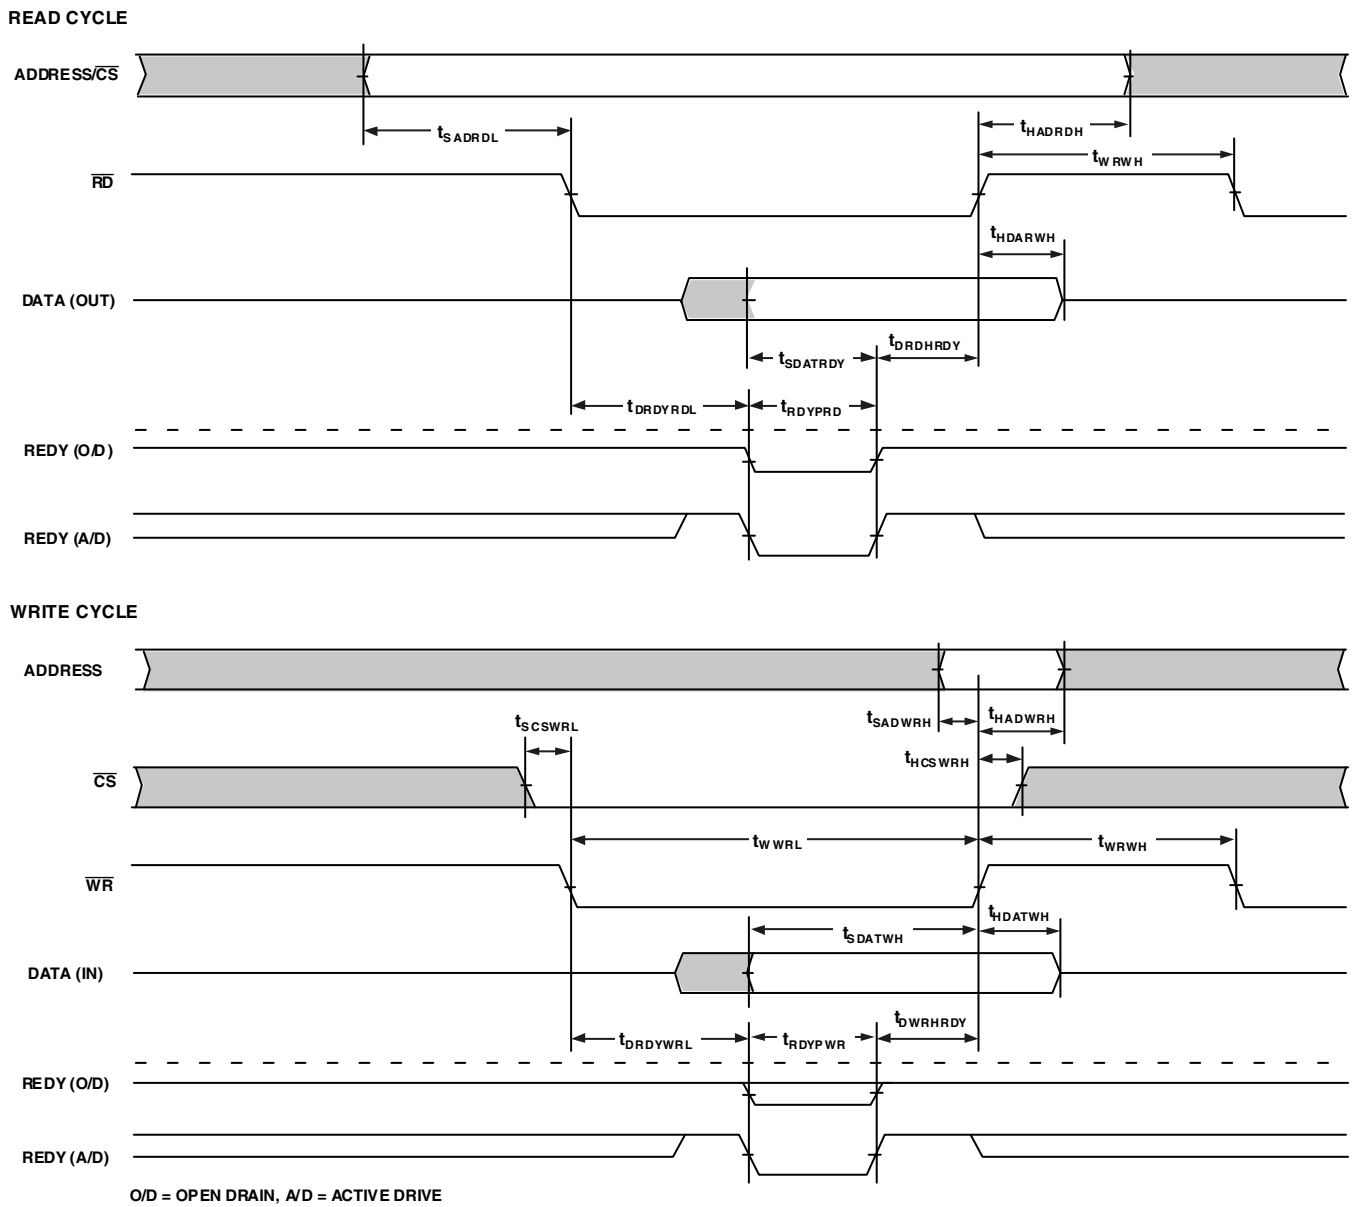 READ CYCLE
ADDRESS/CS
tSADRDL
tHADRDH
tWRWH
RD
tHDARWH
DATA (OUT)
tDRDHRDY
tSDATRDY
tDRDYRDL
tRDYPRD
REDY (O/D)
REDY (A/D)
WRITE CYCLE
ADDRESS
tSADWRH
tHADWRH
tSCSWRL
tHCSWRH
CS
tWWRL
tWRWH
WR
tHDATWH
tSDATWH
DATA (IN)
tDWRHRDY
tDRDYWRL
tRDYPWR
REDY (O/D)
REDY (A/D)
O/D = OPEN DRAIN, A/D = ACTIVE DRIVE